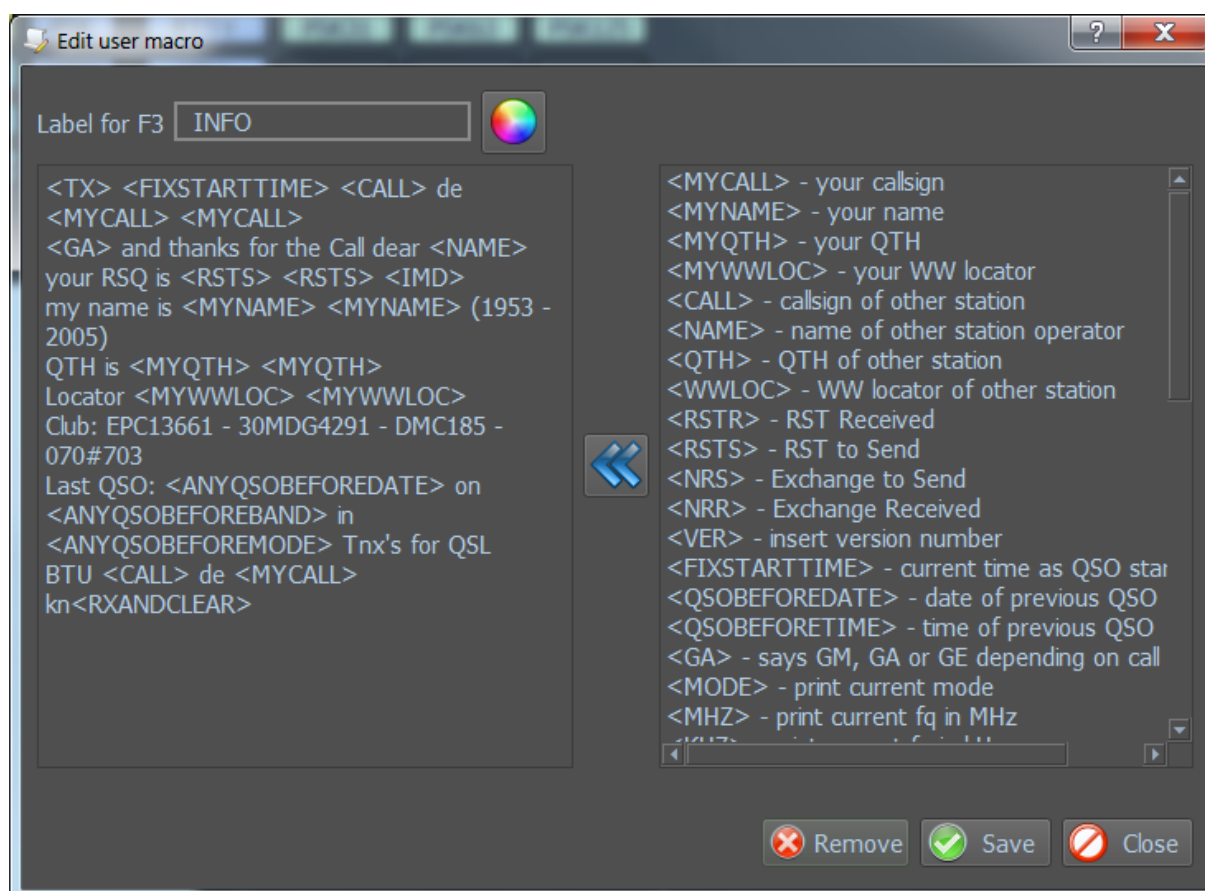 Edit user macro
?
X
Label for F3
INFO
<TX> <FIXSTARTTIME> <CALL> de
<MYCALL> <MYCALL>
<GA> and thanks for the Call dear <NAME>
your RSQ is <RSTS> <RSTS> <IMD>
my name is <MYNAME> <MYNAME> (1953 -
2005)
QTH is <MYQTH> <MYQTH>
Locator <MYWWLOC> <MYWWLOC>
Club: EPC13661 - 30MDG4291 - DMC185 -
070#703
Last QSO: <ANYQSOBEFOREDATE> on
<ANYQSOBEFOREBAND> in
<ANYQSOBEFOREMODE> Tnx's for QSL
BTU <CALL> de <MYCALL>
kn<RXANDCLEAR>
<MYCALL> - your callsign
<MYNAME> - your name
<MYQTH> - your QTH
<MYWWLOC> - your WW locator
<CALL> - callsign of other station
<NAME> - name of other station operator
<QTH> - QTH of other station
<WWLOC> - WW locator of other station
<RSTR> - RST Received
<RSTS> - RST to Send
<NRS> - Exchange to Send
<NRR> - Exchange Received
<VER> - insert version number
<FIXSTARTTIME> - current time as QSO star
<QSOBEFOREDATE> - date of previous QSO
<QSOBEFORETIME> - time of previous QSO
<GA> - says GM, GA or GE depending on call
<MODE> - print current mode
<MHZ> - print current fq in MHz
Remove
Save
Close